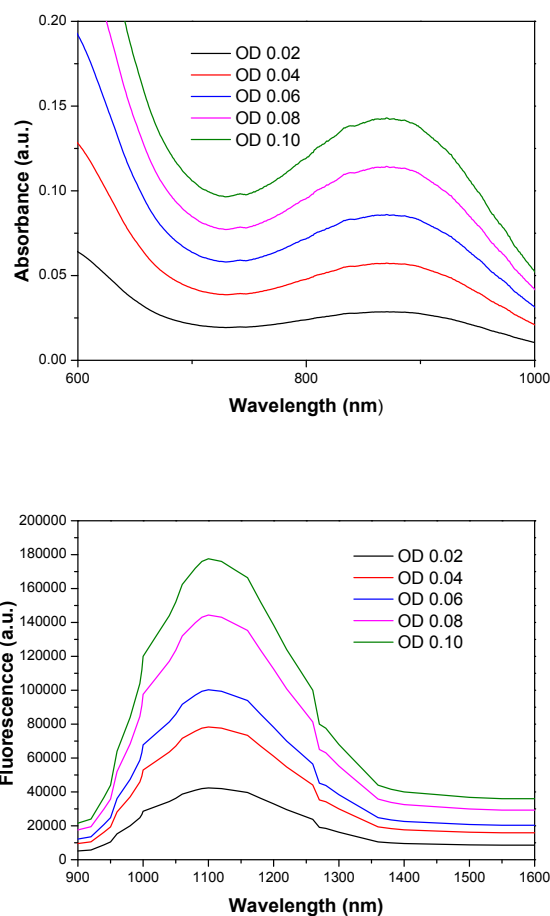 0.20
0.15
0.10
0.05
0.00
Absorbance (a.u.)
OD 0.02
OD 0.04
OD 0.06
OD 0.08
OD 0.10
600 800 1000
Wavelength (nm)
200000
180000
160000
140000
120000
100000
80000
60000
40000
20000
0
Fluorescencce (a.u.)
OD 0.02
OD 0.04
OD 0.06
OD 0.08
OD 0.10
900 1000 1100 1200 1300 1400 1500 1600
Wavelength (nm)